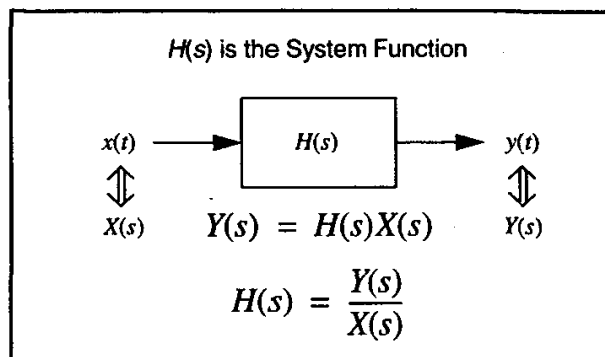 H(s) is the System Function
x(t) H(s) y(t)
X(s) Y(s) = H(s)X(s) Y(s)
H(s) = Y(s)/X(s)